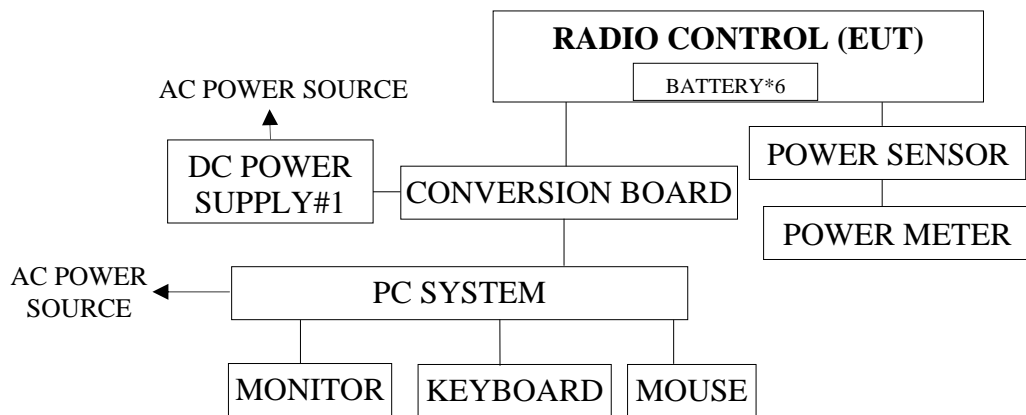 RADIO CONTROL (EUT)
BATTERY*6
AC POWER SOURCE
DC POWER
SUPPLY#1
CONVERSION BOARD
POWER SENSOR
POWER METER
AC POWER
SOURCE
PC SYSTEM
MONITOR
KEYBOARD
MOUSE